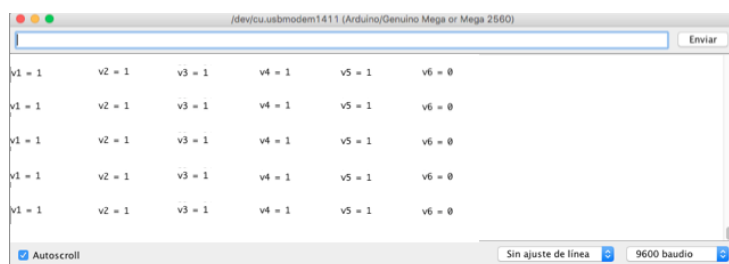 /dev/cu.usbmodem1411 (Arduino/Genuino Mega or Mega 2560)
Enviar
v1 = 1 v2 = 1 v3 = 1 v4 = 1 v5 = 1 v6 = 0
v1 = 1 v2 = 1 v3 = 1 v4 = 1 v5 = 1 v6 = 0
v1 = 1 v2 = 1 v3 = 1 v4 = 1 v5 = 1 v6 = 0
v1 = 1 v2 = 1 v3 = 1 v4 = 1 v5 = 1 v6 = 0
v1 = 1 v2 = 1 v3 = 1 v4 = 1 v5 = 1 v6 = 0
Autoscroll Sin ajuste de línea 9600 baudio